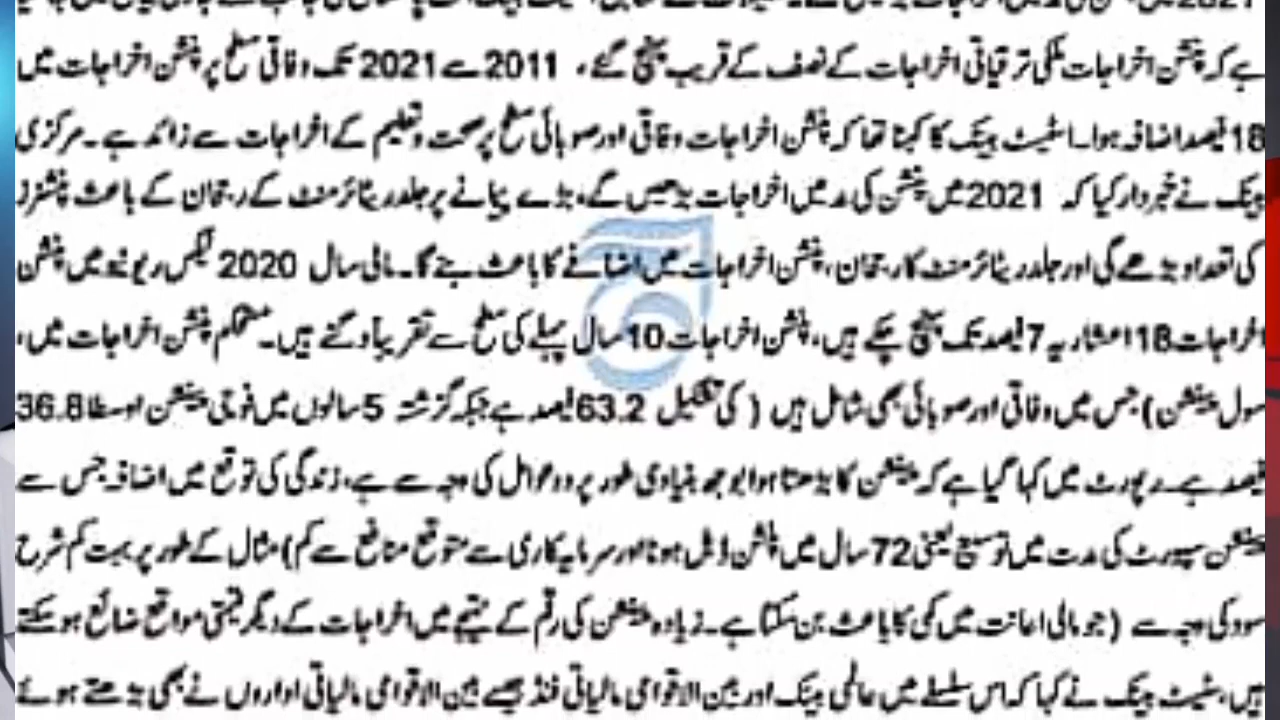 ہے کہ پنشن اخراجات ملکی ترقیاتی اخراجات کے نصف کے قریب پہنچ گئے، 2011 سے 2021 تک وفاقی سطح پر پنشن اخراجات میں
18 فیصد اضافہ ہوا۔ اسٹیٹ بینک کا کہنا تھا کہ پنشن اخراجات وفاقی اور صوبائی سطح پر صحت و تعلیم کے اخراجات سے زائد ہے۔ مرکزی
بینک نے خبردار کیا کہ 2021 میں پنشن کی مد میں اخراجات بڑھیں گے، بڑے پیمانے پر جلد ریٹائرمنٹ کے رجحان کے باعث پنشنرز
کی تعداد بڑھے گی اور جلد ریٹائرمنٹ کا رجحان، پنشن اخراجات میں اضافے کا باعث بنے گا۔ مالی سال 2020 ٹیکس ریونیو میں پنشن
اخراجات 18 اعشاریہ 7 فیصد تک پہنچ چکے ہیں، پنشن اخراجات 10 سال پہلے کی سطح سے تقریباً دگنے ہیں۔ مستحکم پنشن اخراجات میں،
سول پینشن (جس میں وفاقی اور صوبائی بھی شامل ہیں ) کی تشکیل 63.2 فیصد ہے جبکہ گزشتہ 5 سالوں میں فوجی پینشن اوسطاً 36.8
فیصد ہے۔ رپورٹ میں کہا گیا ہے کہ پینشن کا بڑھتا ہوا بوجھ بنیادی طور پر دو عوامل کی وجہ سے ہے، زندگی کی توقع میں اضافہ جس سے
پینشن سپورٹ کی مدت میں توسیع یعنی 72 سال میں پنشن ڈبل ہونا اور سرمایہ کاری سے متوقع منافع سے کم (مثال کے طور پر بہت کم شرح
سود کی وجہ سے ) جو مالی اعانت میں کمی کا باعث بن سکتا ہے۔ زیادہ پینشن کی رقم کے نتیجے میں اخراجات کے دیگر قیمتی مواقع ضائع ہو سکتے
ہیں، سٹیٹ بینک نے کہا کہ اس سلسلے میں عالمی بینک اور بین الاقوامی مالیاتی فنڈ جیسے بین الاقوامی مالیاتی اداروں نے بھی بڑھتے ہوئے